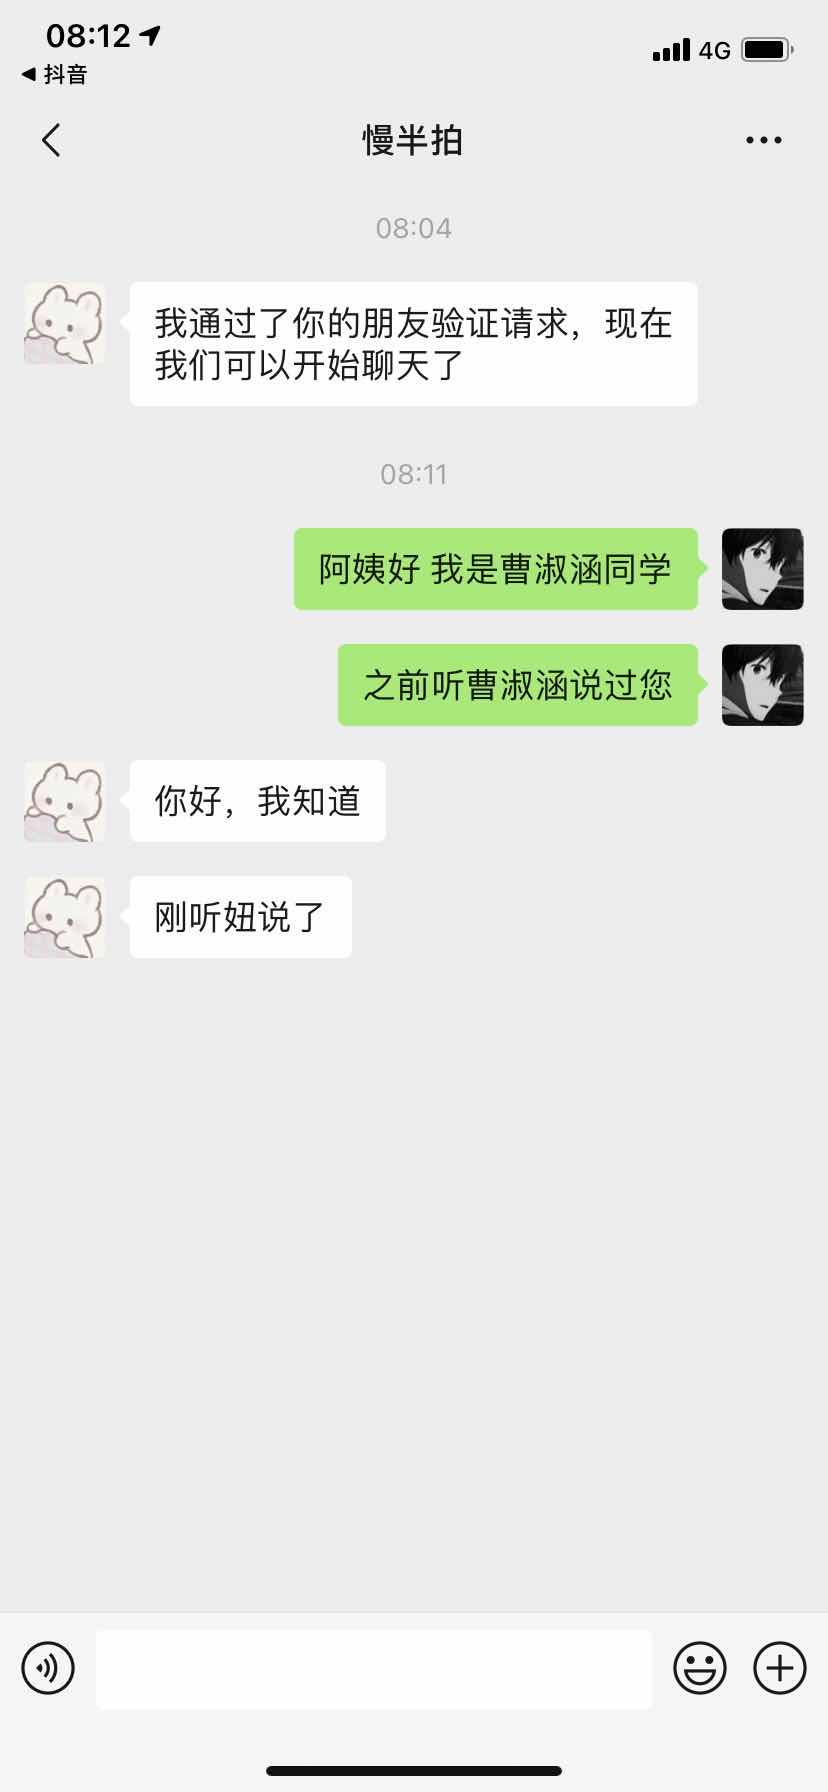 08:12
4G
抖音
慢半拍
08:04
我通过了你的朋友验证请求，现在
我们可以开始聊天了
08:11
阿姨好 我是曹淑涵同学
之前听曹淑涵说过您
你好，我知道
刚听妞说了